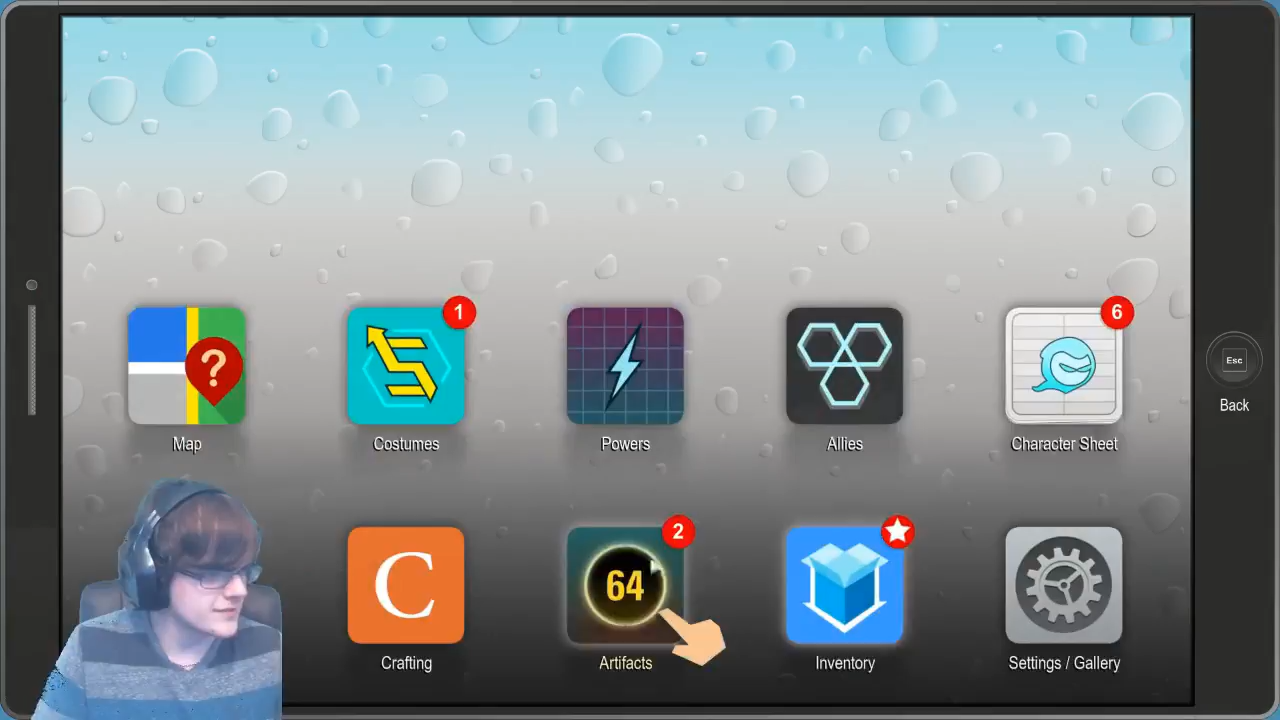 1
6
?
Esc
Map
Costumes
Powers
Allies
Character Sheet
Back
2
C
64
Crafting
Artifacts
Inventory
Settings / Gallery